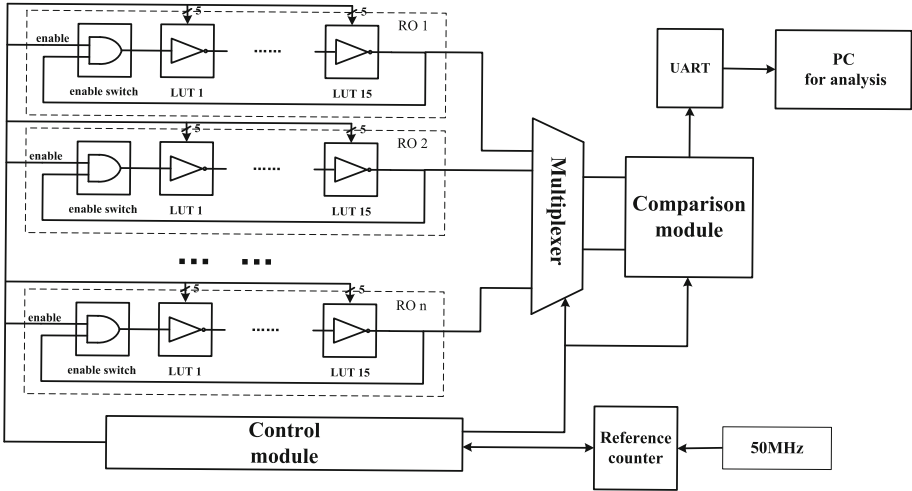 5 5
RO 1
enable
......
enable switch LUT 1 LUT 15
UART
PC
for analysis
5 5
RO 2
enable
......
enable switch LUT 1 LUT 15
Multiplexer
Comparison
module
... ...
5 5
RO n
enable
......
enable switch LUT 1 LUT 15
Control
module
Reference
counter
50MHz